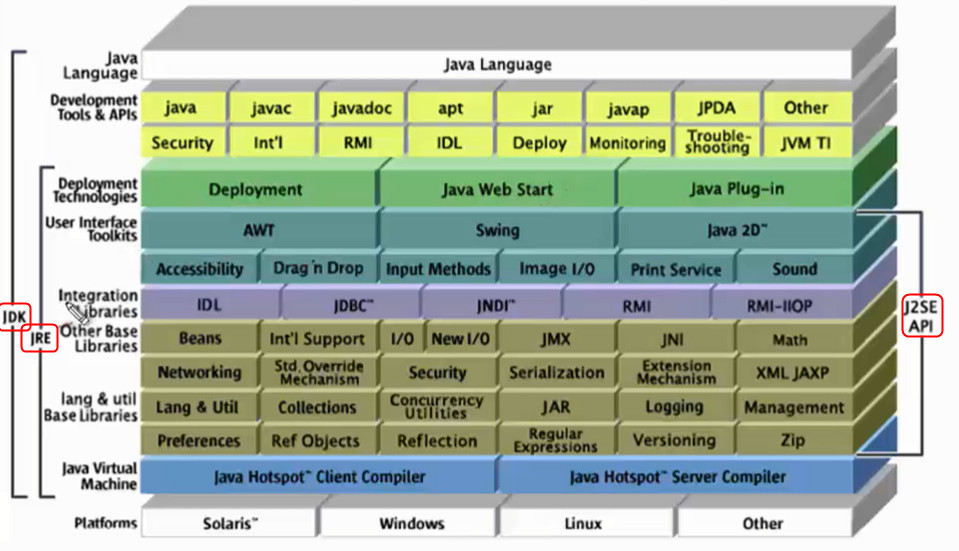 Java Language
Java Language
Development Tools & APIs
java javac javadoc apt jar javap JPDA Other
Security Int'l RMI IDL Deploy Monitoring Trouble-shooting JVM TI
Deployment Technologies
Deployment Java Web Start Java Plug-in
User Interface Toolkits
AWT Swing Java 2D™
Accessibility Drag'n Drop Input Methods Image I/O Print Service Sound
Integration Libraries
IDL JDBC™ JNDI™ RMI RMI-IIOP
JDK
JRE
J2SE
API
Other Base Libraries
Beans Int'l Support I/O New I/O JMX JNI Math
Networking Std. Override Mechanism Security Serialization Extension Mechanism XML JAXP
lang & util Base Libraries
Lang & Util Collections Concurrency Utilities JAR Logging Management
Preferences Ref Objects Reflection Regular Expressions Versioning Zip
Java Virtual Machine
Java Hotspot™ Client Compiler Java Hotspot™ Server Compiler
Platforms
Solaris™ Windows Linux Other